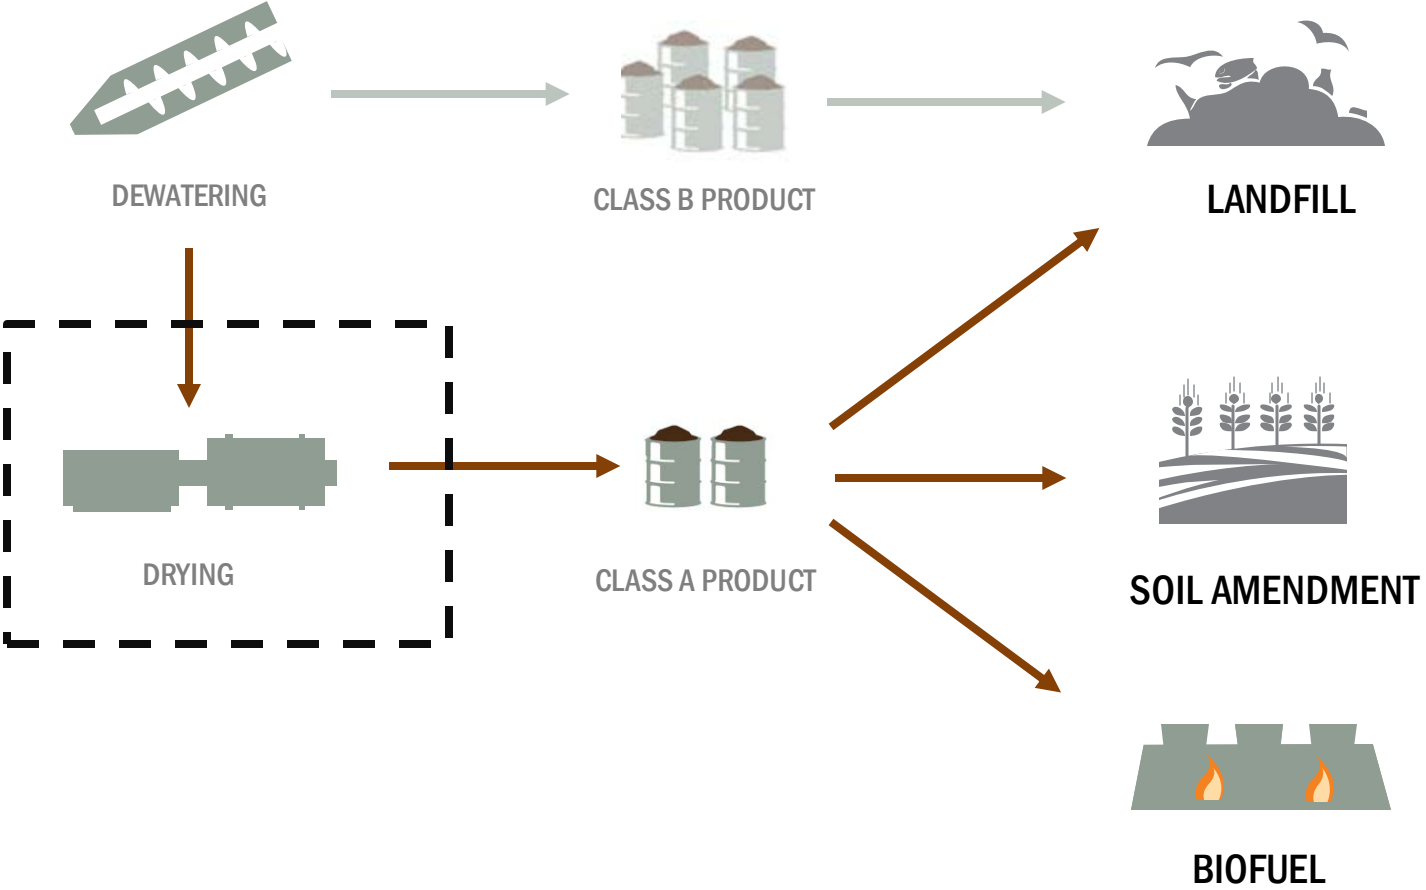 DEWATERING
CLASS B PRODUCT
LANDFILL
DRYING
CLASS A PRODUCT
SOIL AMENDMENT
BIOFUEL